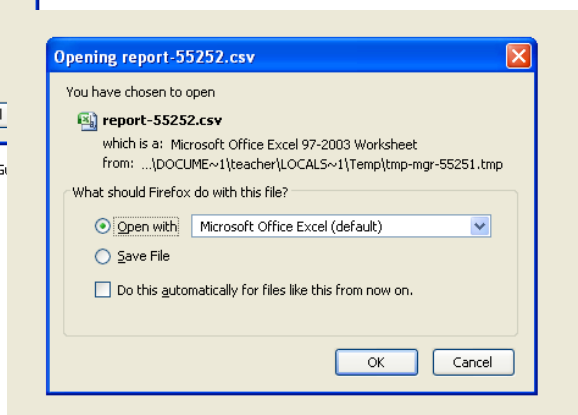 Opening report-55252.csv
You have chosen to open
report-55252.csv
which is a: Microsoft Office Excel 97-2003 Worksheet
from: ...\DOCUME~1\teacher\LOCALS~1\Temp\tmp-mgr-55251.tmp
What should Firefox do with this file?
Open with Microsoft Office Excel (default)
Save File
Do this automatically for files like this from now on.
OK Cancel